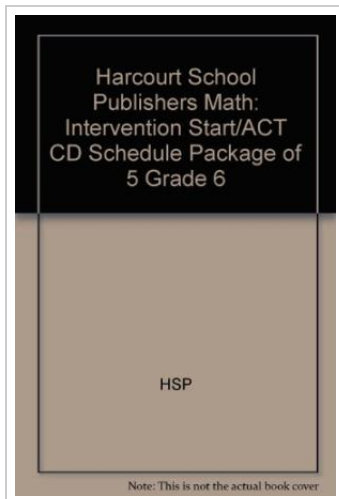 Harcourt School
Publishers Math:
Intervention Start/ACT
CD Schedule Package of
5 Grade 6
HSP
Note: This is not the actual book cover